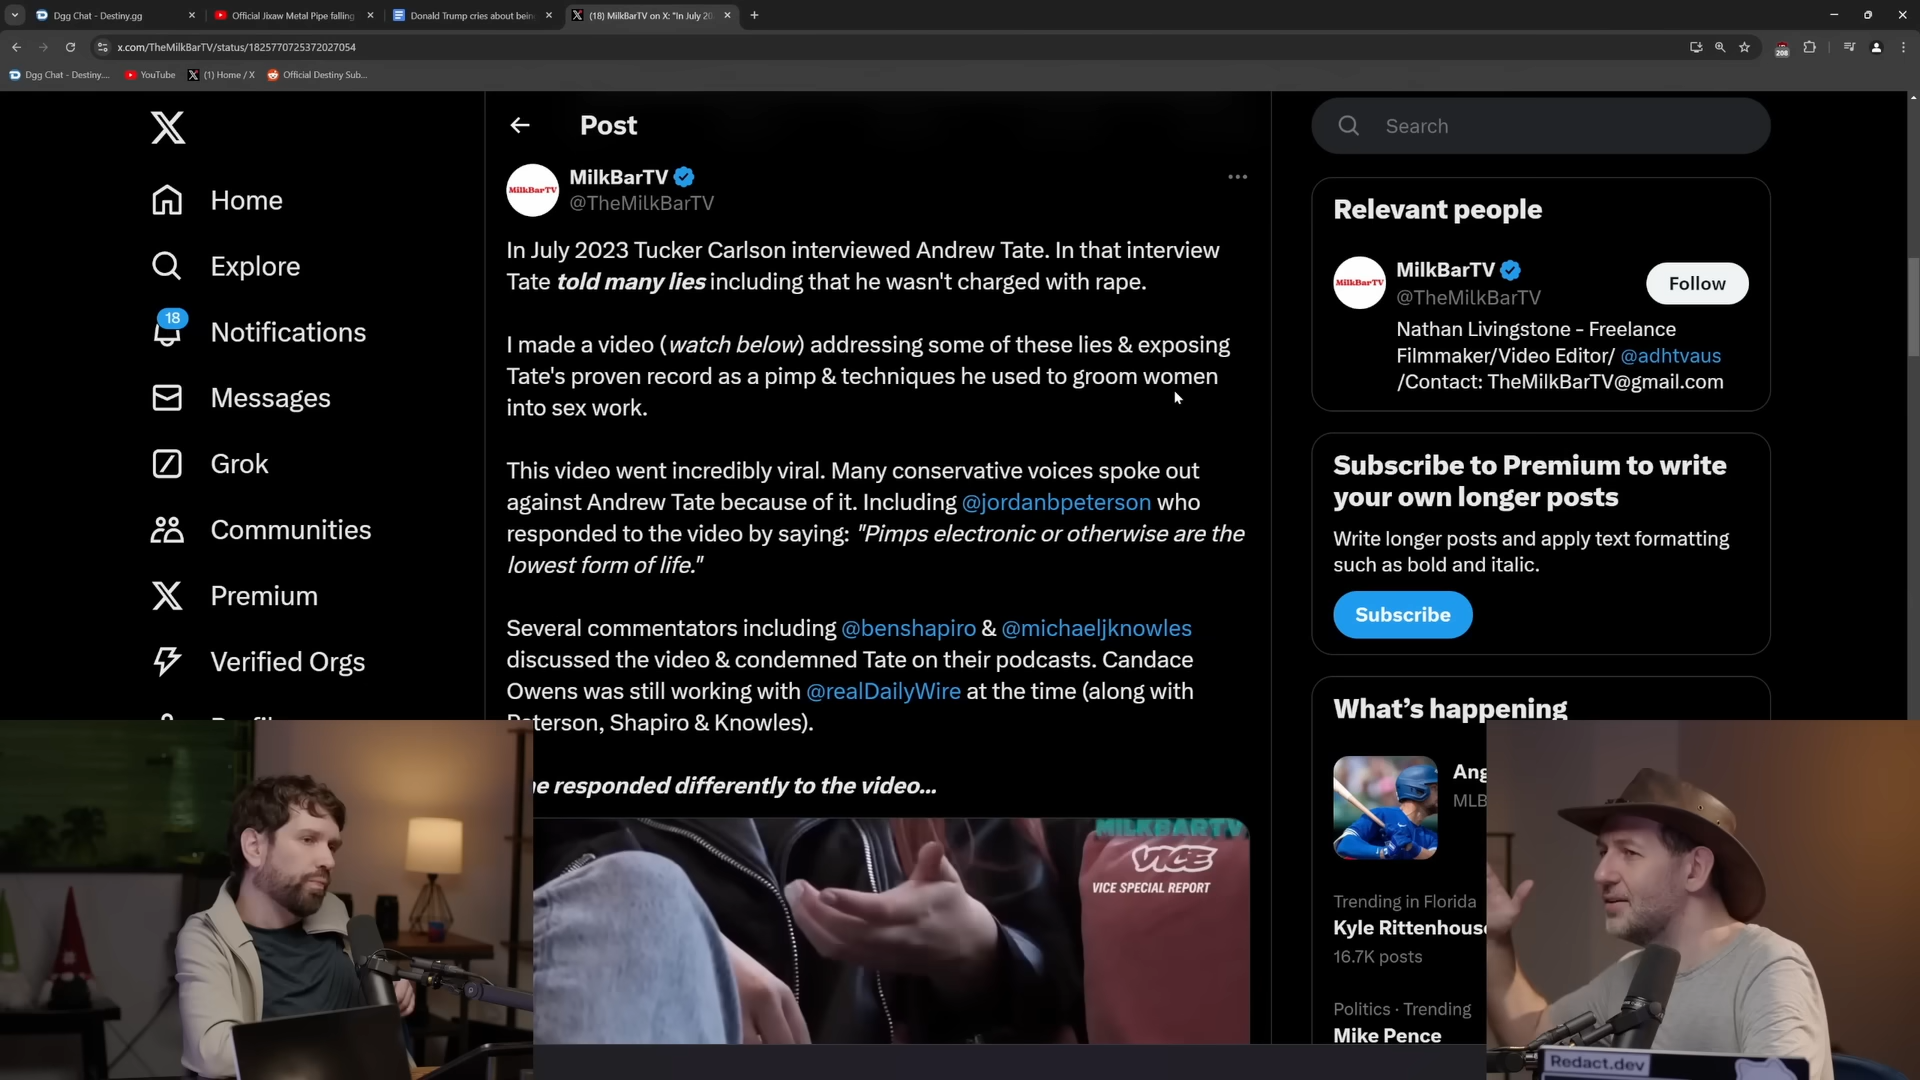 Dgg Chat - Destiny.gg
Official Jixaw Metal Pipe falling
Donald Trump cries about bein
(18) MilkBarTV on X: "In July 20
x.com/TheMilkBarTV/status/1825770725372027054
208
Dgg Chat - Destiny....
YouTube
(1) Home / X
Official Destiny Sub...
Home
Explore
18
Notifications
Messages
Grok
Communities
Premium
Verified Orgs
Post
MilkBarTV
MilkBarTV
@TheMilkBarTV
In July 2023 Tucker Carlson interviewed Andrew Tate. In that interview
Tate told many lies including that he wasn't charged with rape.
I made a video (watch below) addressing some of these lies & exposing
Tate's proven record as a pimp & techniques he used to groom women
into sex work.
This video went incredibly viral. Many conservative voices spoke out
against Andrew Tate because of it. Including @jordanbpeterson who
responded to the video by saying: "Pimps electronic or otherwise are the
lowest form of life."
Several commentators including @benshapiro & @michaeljknowles
discussed the video & condemned Tate on their podcasts. Candace
Owens was still working with @realDailyWire at the time (along with
Peterson, Shapiro & Knowles).
he responded differently to the video...
MILKBARTV
VICE
VICE SPECIAL REPORT
Search
Relevant people
MilkBarTV
MilkBarTV
@TheMilkBarTV
Follow
Nathan Livingstone - Freelance
Filmmaker/Video Editor/ @adhtvaus
/Contact: TheMilkBarTV@gmail.com
Subscribe to Premium to write
your own longer posts
Write longer posts and apply text formatting
such as bold and italic.
Subscribe
What's happening
Ang
MLB
Trending in Florida
Kyle Rittenhous
16.7K posts
Politics · Trending
Mike Pence
Redact.dev